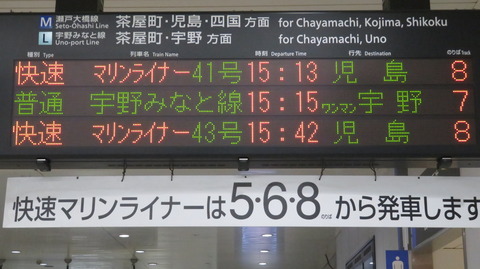 M 瀬戸大橋線 茶屋町・児島・四国 方面 for Chayamachi, Kojima, Shikoku
Seto-Ohashi Line
L 宇野みなと線 茶屋町・宇野 方面 for Chayamachi, Uno
Uno-port Line
種別 Type 列車名 Train Name 時刻 Departure Time 行先 Destination のりば Track
快速 マリンライナー41号 15:13 児島 8
普通 宇野みなと線 15:15 ワンマン 宇野 7
快速 マリンライナー43号 15:42 児島 8
快速マリンライナーは5・6・8のりばから発車します